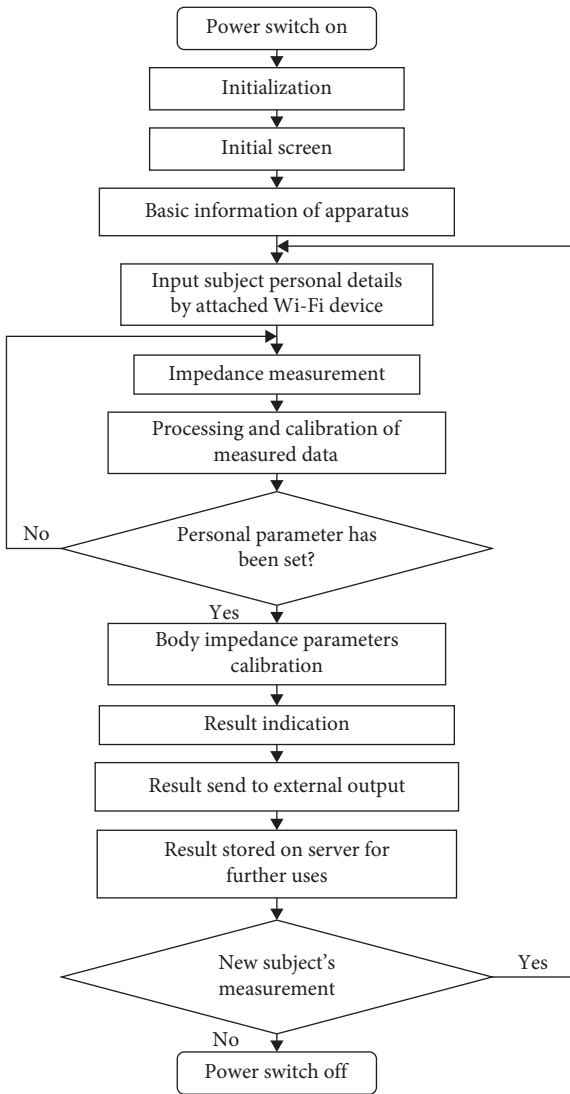 Power switch on
Initialization
Initial screen
Basic information of apparatus
Input subject personal details
by attached Wi-Fi device
Impedance measurement
Processing and calibration of
measured data
No
Personal parameter has
been set?
Yes
Body impedance parameters
calibration
Result indication
Result send to external output
Result stored on server for
further uses
New subject's
measurement
Yes
No
Power switch off